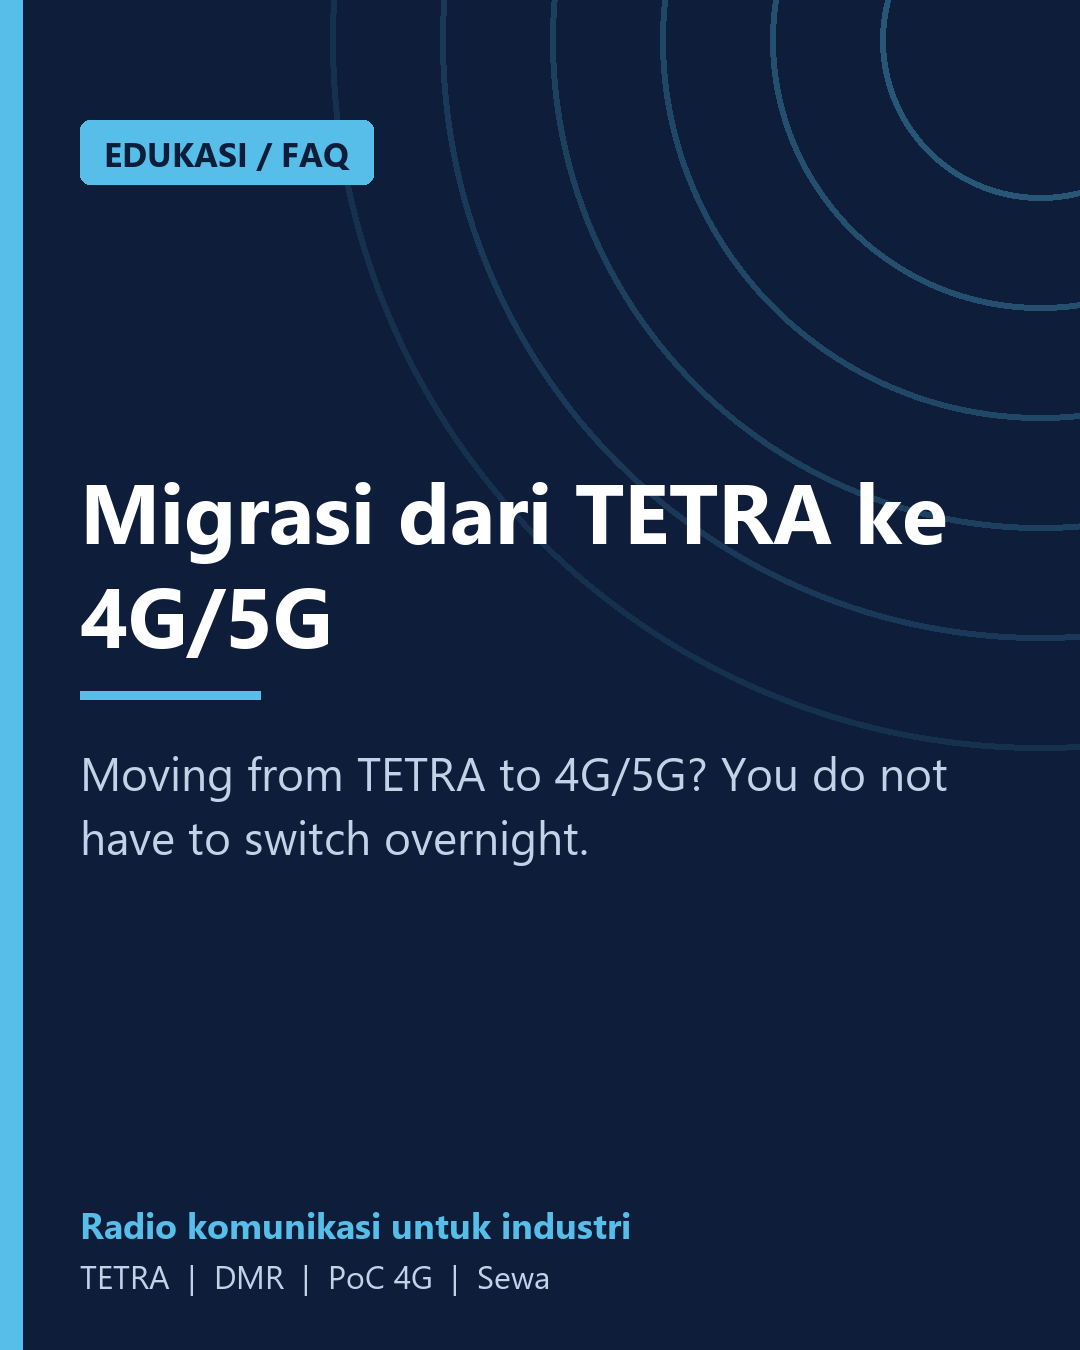 EDUKASI / FAQ
Migrasi dari TETRA ke
4G/5G
Moving from TETRA to 4G/5G? You do not
have to switch overnight.
Radio komunikasi untuk industri
TETRA | DMR | PoC 4G | Sewa